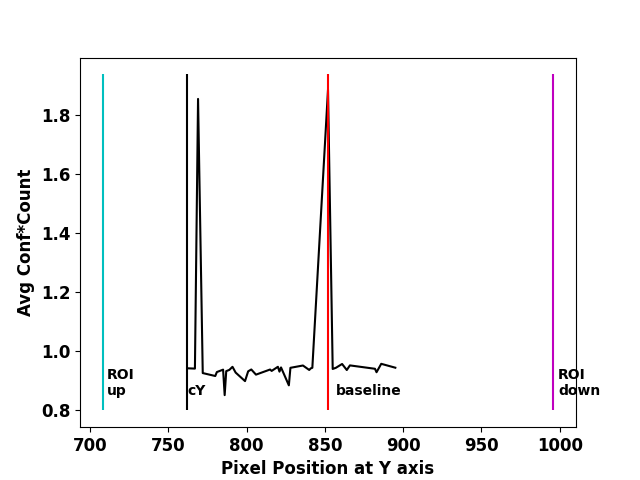 1.8
1.6
1.4
1.2
1.0
0.8
Avg Conf*Count
ROI
up
cY
baseline
ROI
down
700 750 800 850 900 950 1000
Pixel Position at Y axis